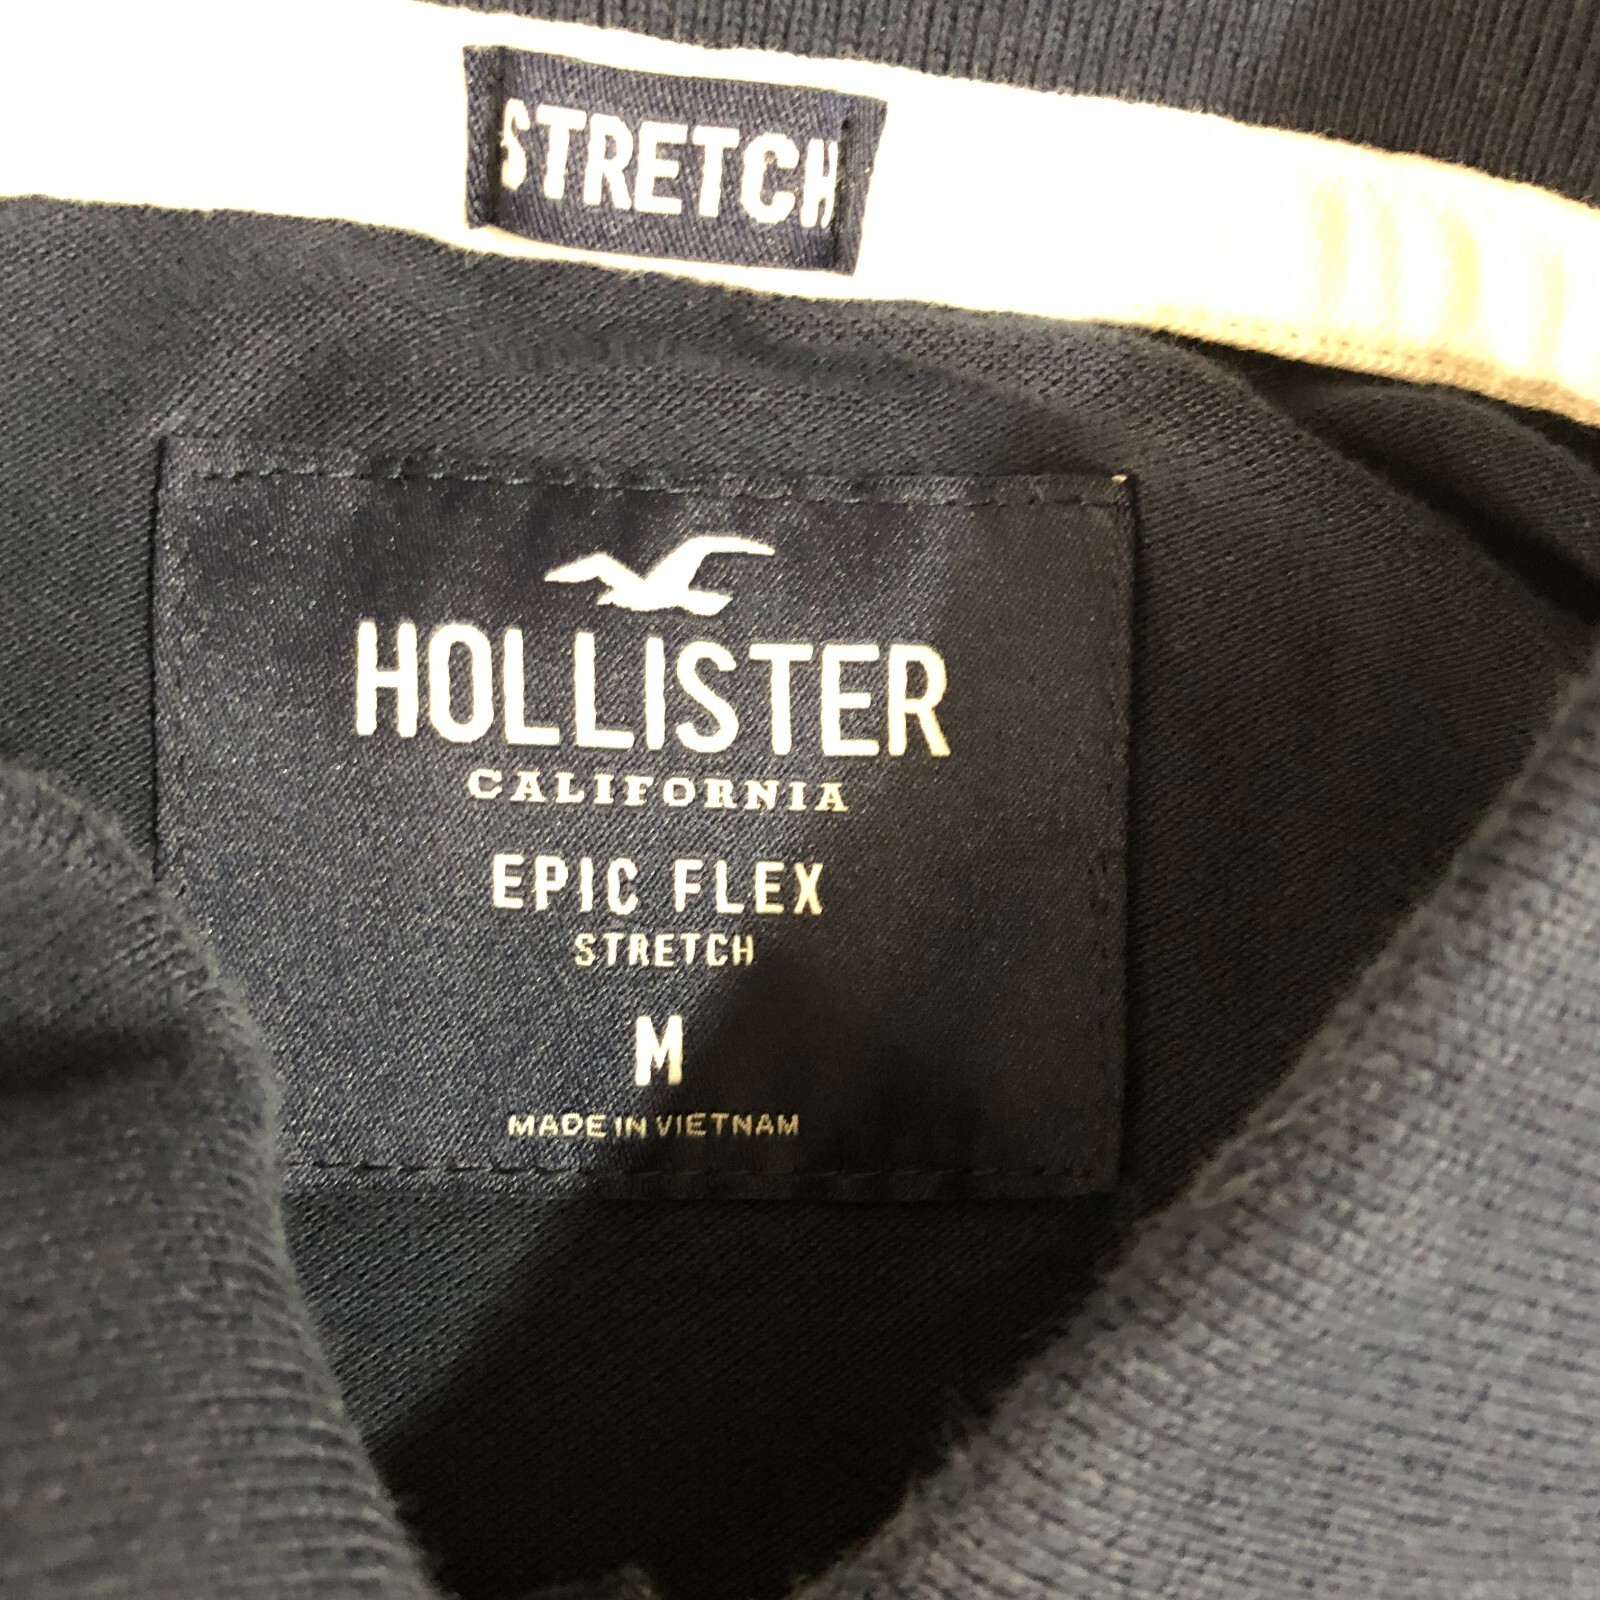 STRETCH
HOLLISTER
CALIFORNIA
EPIC FLEX
STRETCH
M
MADE IN VIETNAM